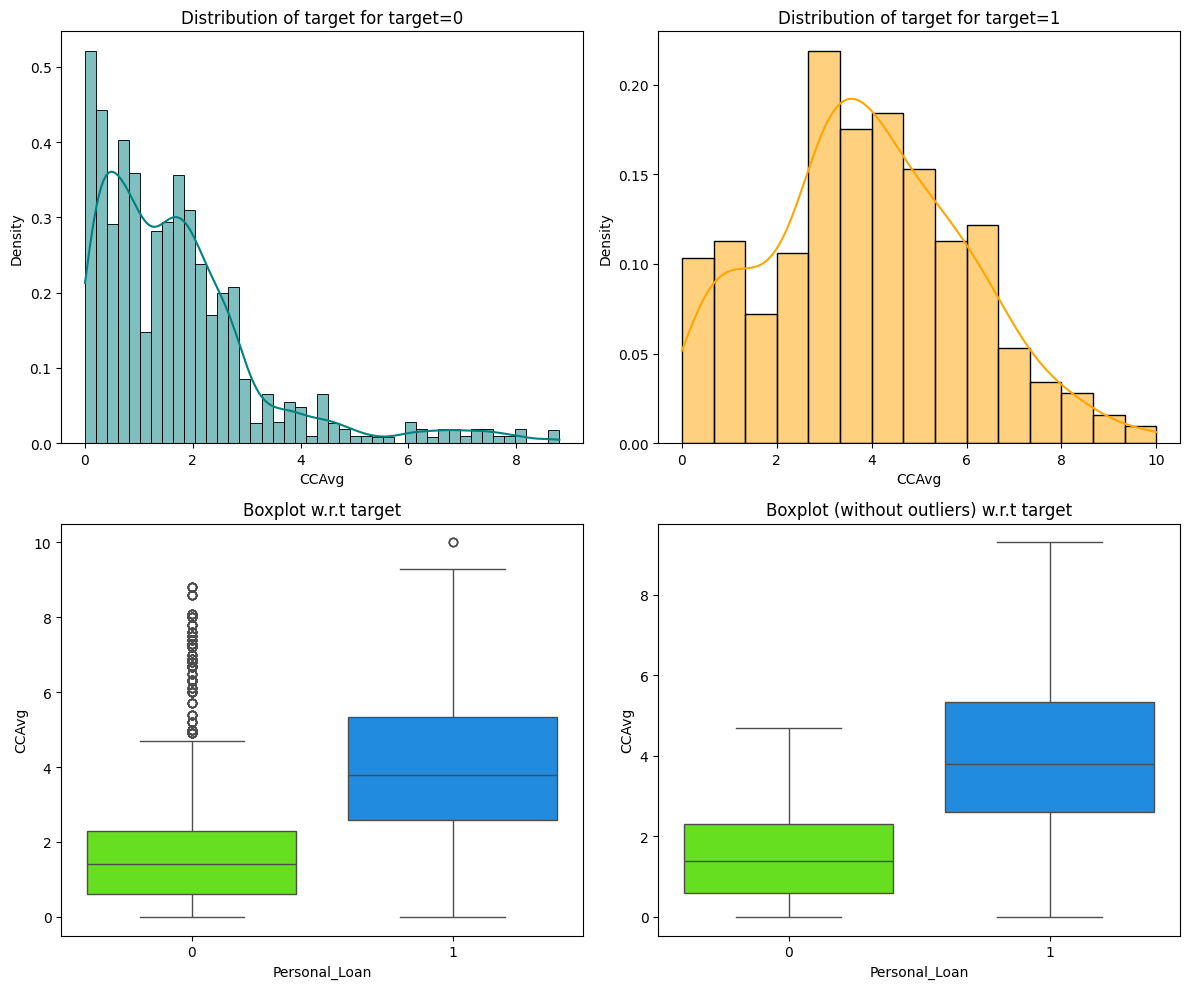 Distribution of target for target=0
Density
0.5
0.4
0.3
0.2
0.1
0.0
0 2 4 6 8
CCAvg
Distribution of target for target=1
Density
0.20
0.15
0.10
0.05
0.00
0 2 4 6 8 10
CCAvg
Boxplot w.r.t target
CCAvg
10
8
6
4
2
0
0 1
Personal_Loan
Boxplot (without outliers) w.r.t target
CCAvg
8
6
4
2
0
0 1
Personal_Loan